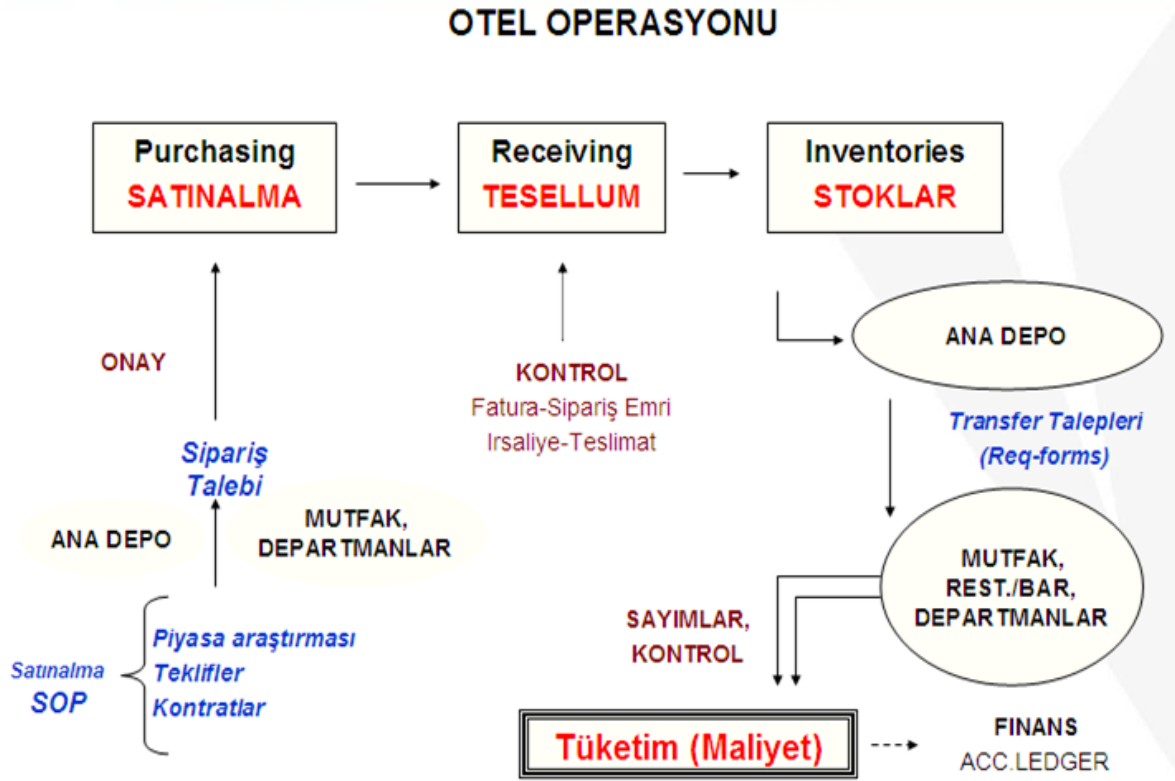 OTEL OPERASYONU
Purchasing
SATINALMA
Receiving
TESELLUM
Inventories
STOKLAR
ONAY
KONTROL
Fatura-Sipariş Emri
Irsaliye-Teslimat
ANA DEPO
Transfer Talepleri
(Req-forms)
Sipariş
Talebi
ANA DEPO
MUTFAK,
DEPARTMANLAR
MUTFAK,
REST./BAR,
DEPARTMANLAR
SAYIMLAR,
KONTROL
Satınalma
SOP
Piyasa araştırması
Teklifler
Kontratlar
Tüketim (Maliyet)
FINANS
ACC.LEDGER